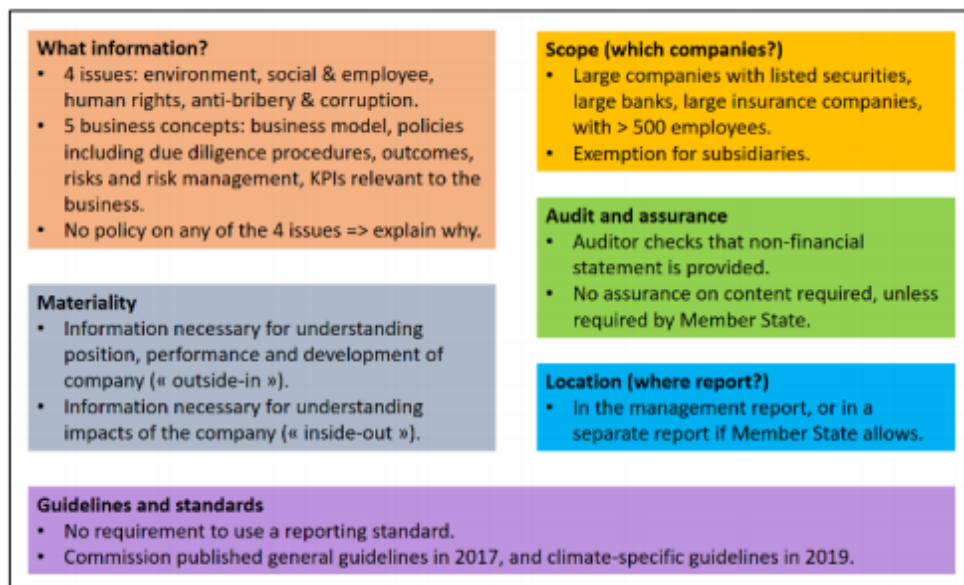 What information?
• 4 issues: environment, social & employee,
human rights, anti-bribery & corruption.
• 5 business concepts: business model, policies
including due diligence procedures, outcomes,
risks and risk management, KPIs relevant to the
business.
• No policy on any of the 4 issues => explain why.
Materiality
• Information necessary for understanding
position, performance and development of
company (« outside-in »).
• Information necessary for understanding
impacts of the company (« inside-out »).
Scope (which companies?)
• Large companies with listed securities,
large banks, large insurance companies,
with > 500 employees.
• Exemption for subsidiaries.
Audit and assurance
• Auditor checks that non-financial
statement is provided.
• No assurance on content required, unless
required by Member State.
Location (where report?)
• In the management report, or in a
separate report if Member State allows.
Guidelines and standards
• No requirement to use a reporting standard.
• Commission published general guidelines in 2017, and climate-specific guidelines in 2019.